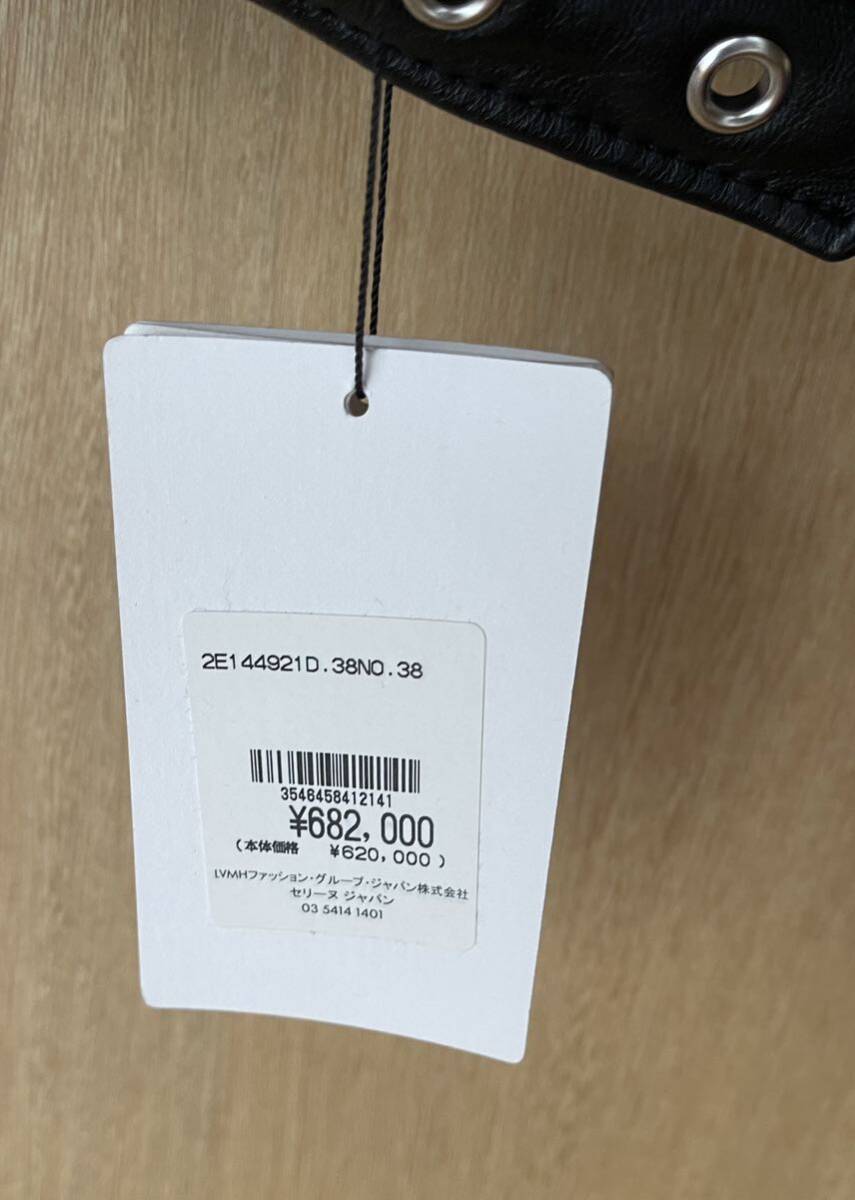 2E144921D.38NO.38
3546458412141
¥682,000
(本体価格 ¥620,000)
LVMHファッション・グループ・ジャパン株式会社
セリーヌ ジャパン
03 5414 1401